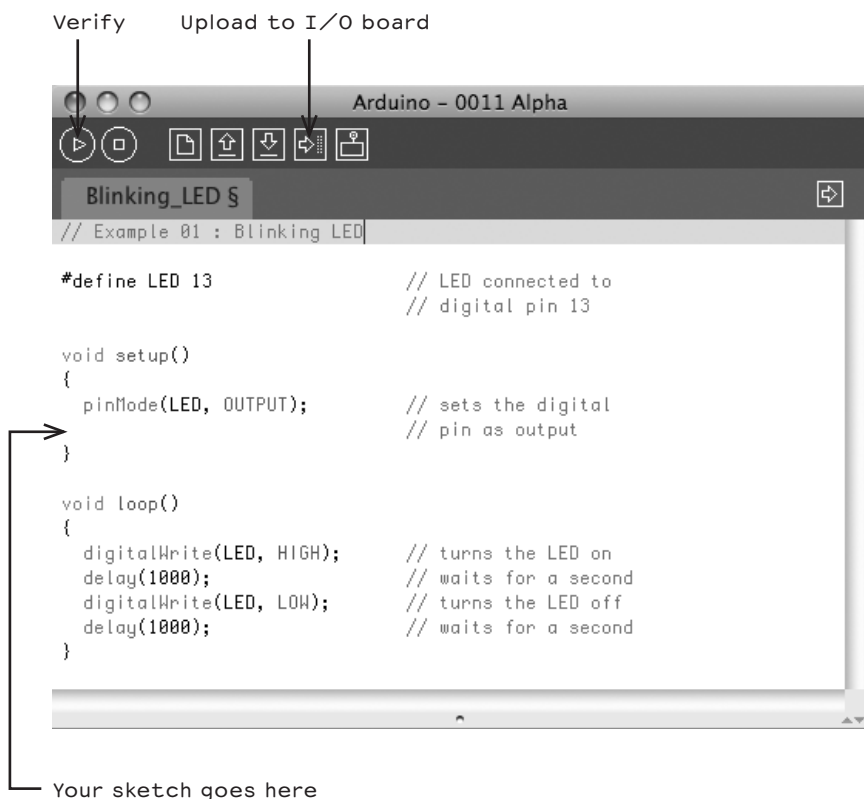 Verify Upload to I/O board
Arduino – 0011 Alpha
Blinking_LED §
// Example 01 : Blinking LED
#define LED 13 // LED connected to
// digital pin 13
void setup()
{
pinMode(LED, OUTPUT); // sets the digital
// pin as output
}
void loop()
{
digitalWrite(LED, HIGH); // turns the LED on
delay(1000); // waits for a second
digitalWrite(LED, LOW); // turns the LED off
delay(1000); // waits for a second
}
Your sketch goes here